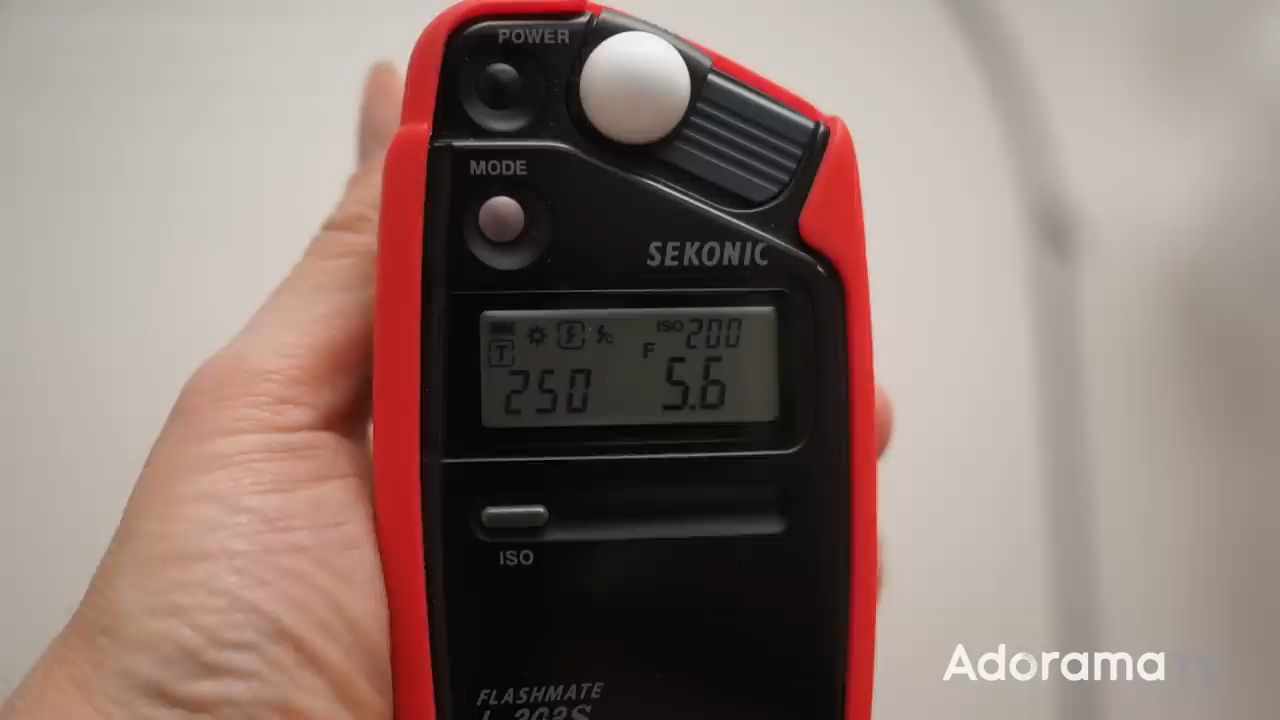 POWER
MODE
SEKONIC
ISO 200
T
F
250
5.6
ISO
FLASHMATE
Adorama